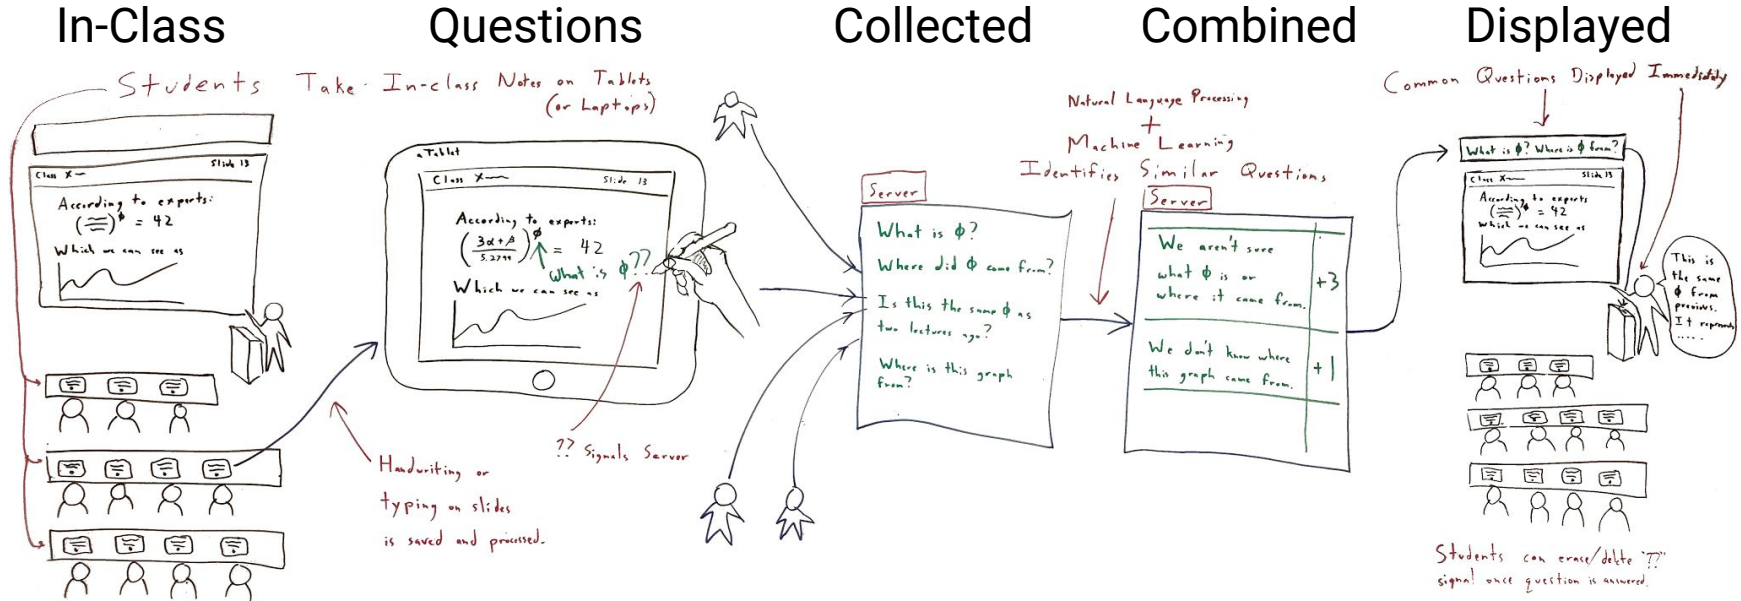 In-Class
Questions
Collected
Combined
Displayed
Students Take In-class Notes on Tablets
(or Laptops)
Class X
Slide 13
According to experts:
( )^ϕ = 42
Which we can see as
Tablet
Class X
Slide 13
According to experts:
(3α+β / 5.2799)^ϕ = 42
What is ϕ??
Which we can see as
?? Signals Server
Handwriting or
typing on slides
is saved and processed.
Server
What is ϕ?
Where did ϕ come from?
Is this the same ϕ as
two lectures ago?
Where is this graph
from?
Natural Language Processing
+
Machine Learning
Identifies Similar Questions
Server
We aren't sure
what ϕ is or
where it came from.
+3
We don't know where
this graph came from.
+1
Common Questions Displayed Immediately
What is ϕ? Where is ϕ from?
Class X
Slide 13
According to experts
( )^ϕ = 42
Which we can see as
This is
the same
ϕ from
previous.
It represents
.....
Students can erase/delete "??"
signal once question is answered.